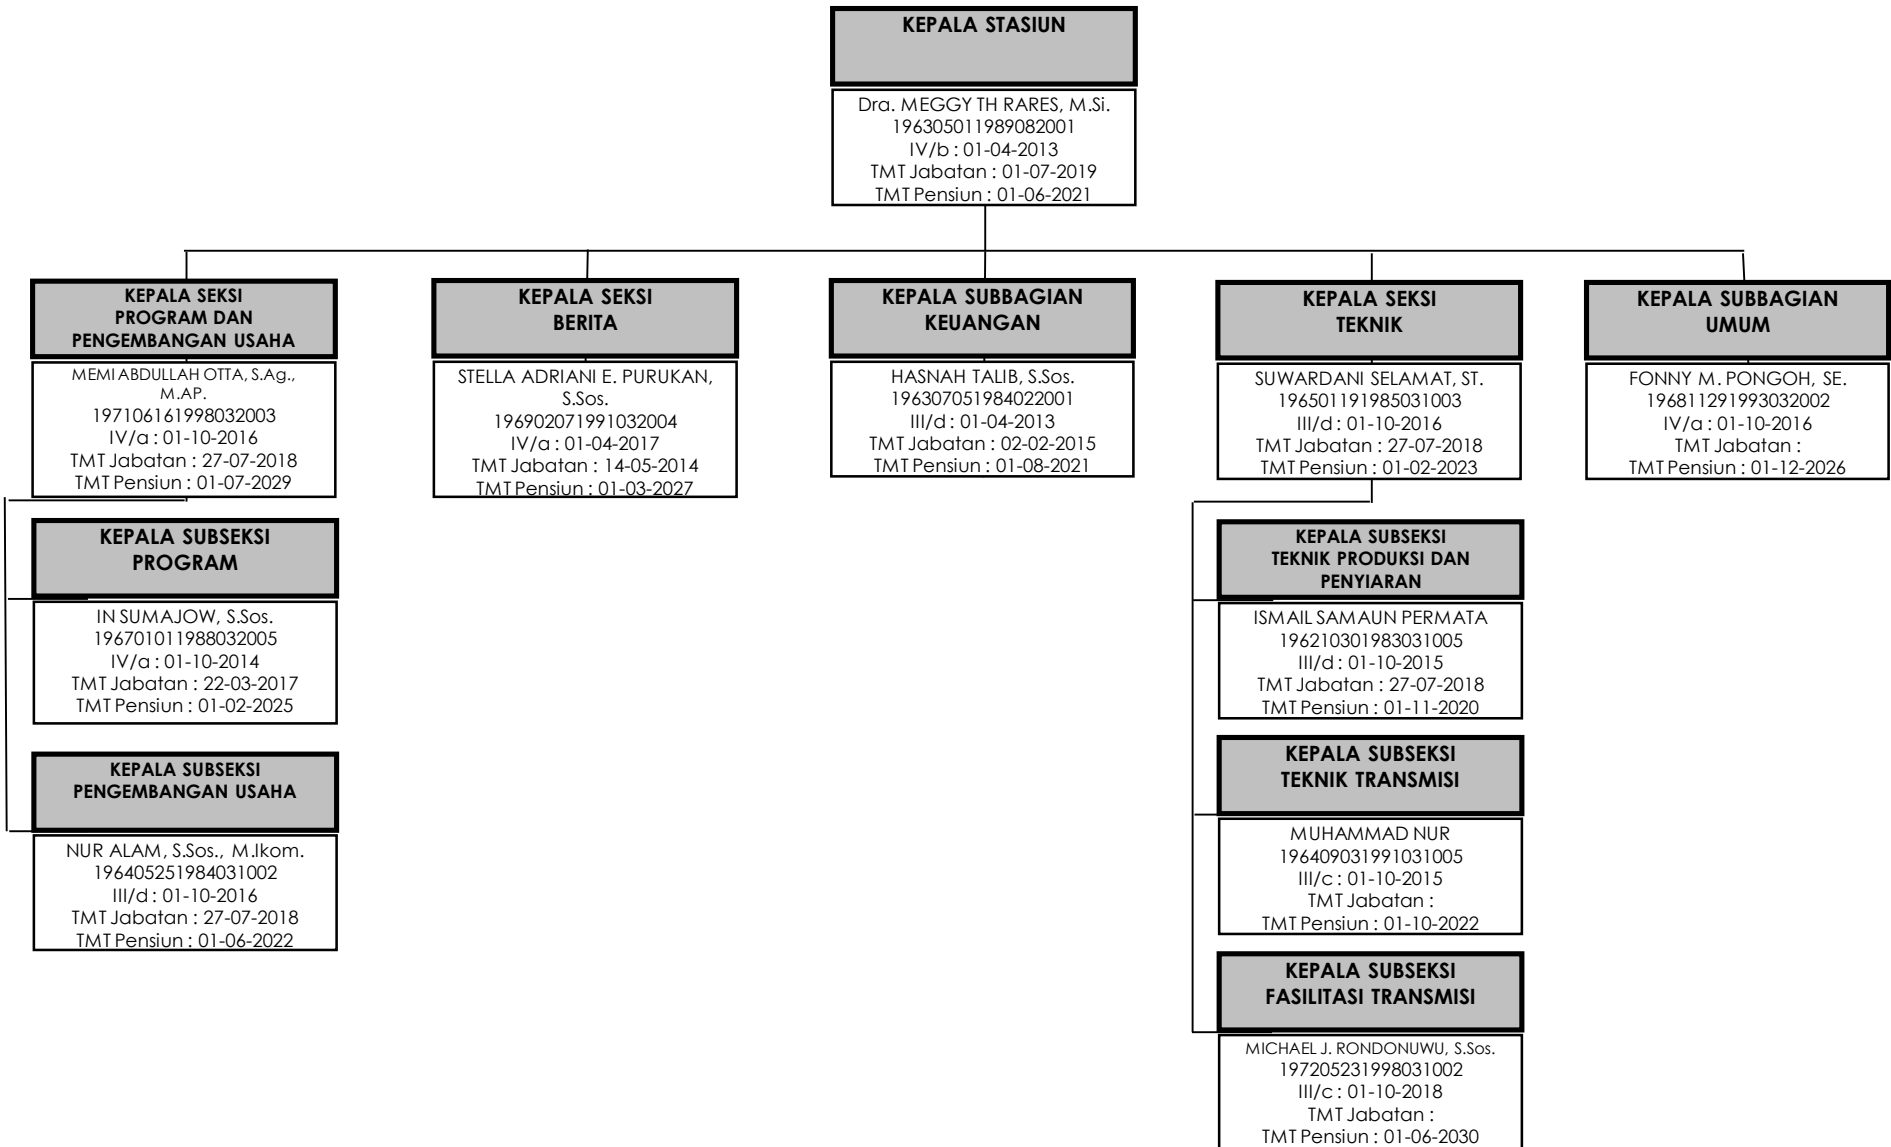 KEPALA STASIUN
Dra. MEGGY TH RARES, M.Si.
196305011989082001
IV/b : 01-04-2013
TMT Jabatan : 01-07-2019
TMT Pensiun : 01-06-2021
KEPALA SEKSI
PROGRAM DAN
PENGEMBANGAN USAHA
MEMI ABDULLAH OTTA, S.Ag.,
M.AP.
197106161998032003
IV/a : 01-10-2016
TMT Jabatan : 27-07-2018
TMT Pensiun : 01-07-2029
KEPALA SUBSEKSI
PROGRAM
IN SUMAJOW, S.Sos.
196701011988032005
IV/a : 01-10-2014
TMT Jabatan : 22-03-2017
TMT Pensiun : 01-02-2025
KEPALA SUBSEKSI
PENGEMBANGAN USAHA
NUR ALAM, S.Sos., M.Ikom.
196405251984031002
III/d : 01-10-2016
TMT Jabatan : 27-07-2018
TMT Pensiun : 01-06-2022
KEPALA SEKSI
BERITA
STELLA ADRIANI E. PURUKAN,
S.Sos.
196902071991032004
IV/a : 01-04-2017
TMT Jabatan : 14-05-2014
TMT Pensiun : 01-03-2027
KEPALA SUBBAGIAN
KEUANGAN
HASNAH TALIB, S.Sos.
196307051984022001
III/d : 01-04-2013
TMT Jabatan : 02-02-2015
TMT Pensiun : 01-08-2021
KEPALA SEKSI
TEKNIK
SUWARDANI SELAMAT, ST.
196501191985031003
III/d : 01-10-2016
TMT Jabatan : 27-07-2018
TMT Pensiun : 01-02-2023
KEPALA SUBSEKSI
TEKNIK PRODUKSI DAN
PENYIARAN
ISMAIL SAMAUN PERMATA
196210301983031005
III/d : 01-10-2015
TMT Jabatan : 27-07-2018
TMT Pensiun : 01-11-2020
KEPALA SUBSEKSI
TEKNIK TRANSMISI
MUHAMMAD NUR
196409031991031005
III/c : 01-10-2015
TMT Jabatan :
TMT Pensiun : 01-10-2022
KEPALA SUBSEKSI
FASILITASI TRANSMISI
MICHAEL J. RONDONUWU, S.Sos.
197205231998031002
III/c : 01-10-2018
TMT Jabatan :
TMT Pensiun : 01-06-2030
KEPALA SUBBAGIAN
UMUM
FONNY M. PONGOH, SE.
196811291993032002
IV/a : 01-10-2016
TMT Jabatan :
TMT Pensiun : 01-12-2026